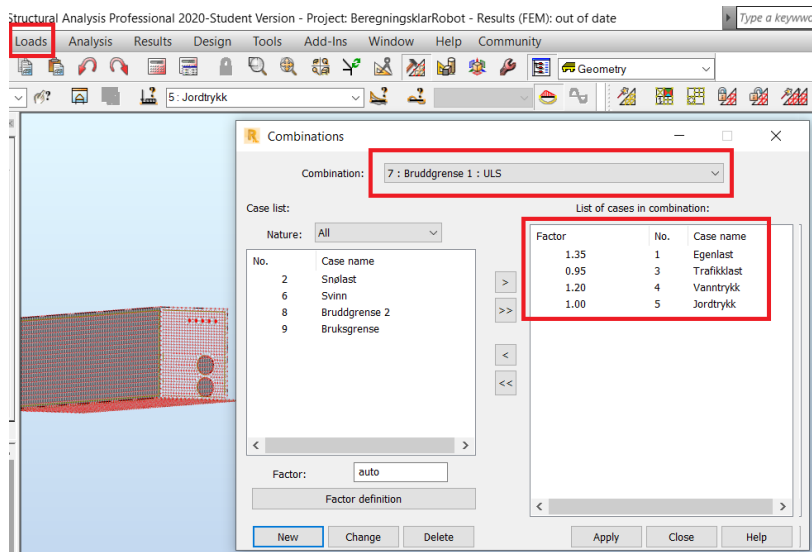 Structural Analysis Professional 2020-Student Version - Project: BeregningsklarRobot - Results (FEM): out of date
Type a keywo
Loads Analysis Results Design Tools Add-Ins Window Help Community
Geometry
5 : Jordtrykk
Combinations
Combination: 7 : Bruddgrense 1 : ULS
Case list:
List of cases in combination:
Nature: All
No. Case name
2 Snølast
6 Svinn
8 Bruddgrense 2
9 Bruksgrense
>
>>
<
<<
Factor No. Case name
1.35 1 Egenlast
0.95 3 Trafikklast
1.20 4 Vanntrykk
1.00 5 Jordtrykk
Factor: auto
Factor definition
New Change Delete
Apply Close Help